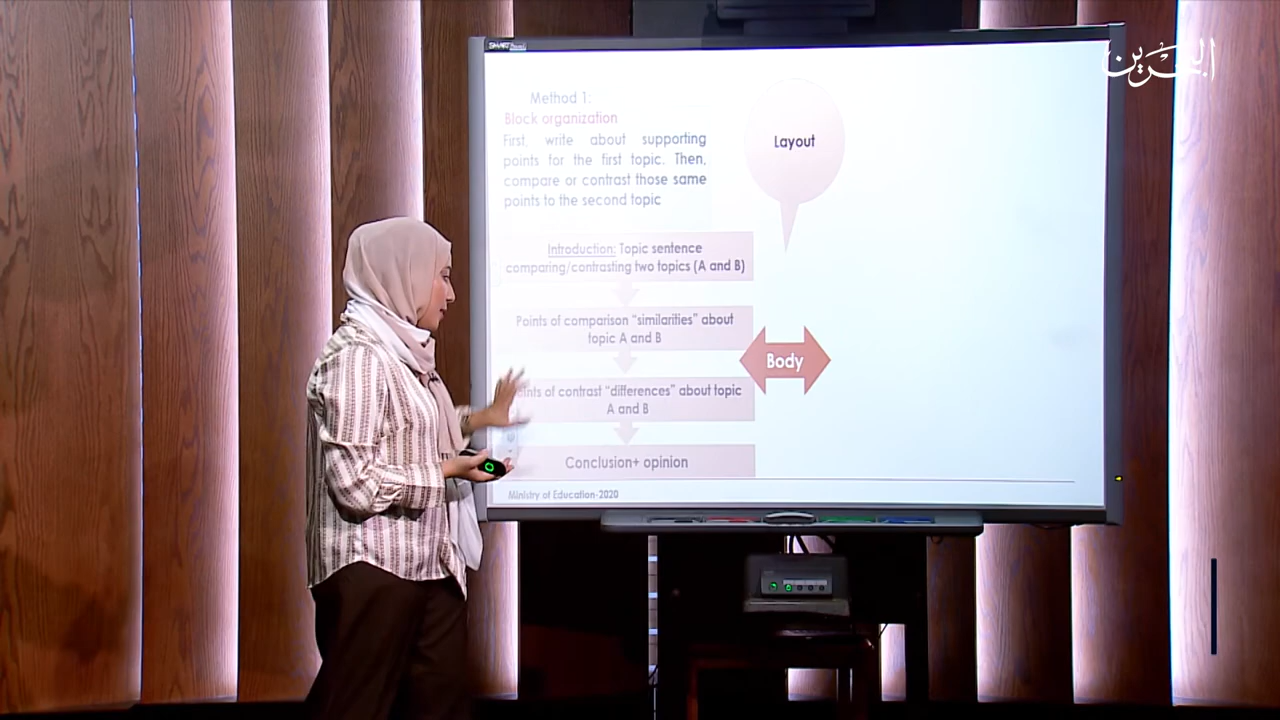 SMART Board
البحرين
Method 1:
Block organization
First, write about supporting
points for the first topic. Then,
compare or contrast those same
points to the second topic
Layout
Introduction: Topic sentence
comparing/contrasting two topics (A and B)
Points of comparison “similarities” about
topic A and B
Body
of contrast “differences” about topic
A and B
Conclusion+ opinion
Ministry of Education-2020